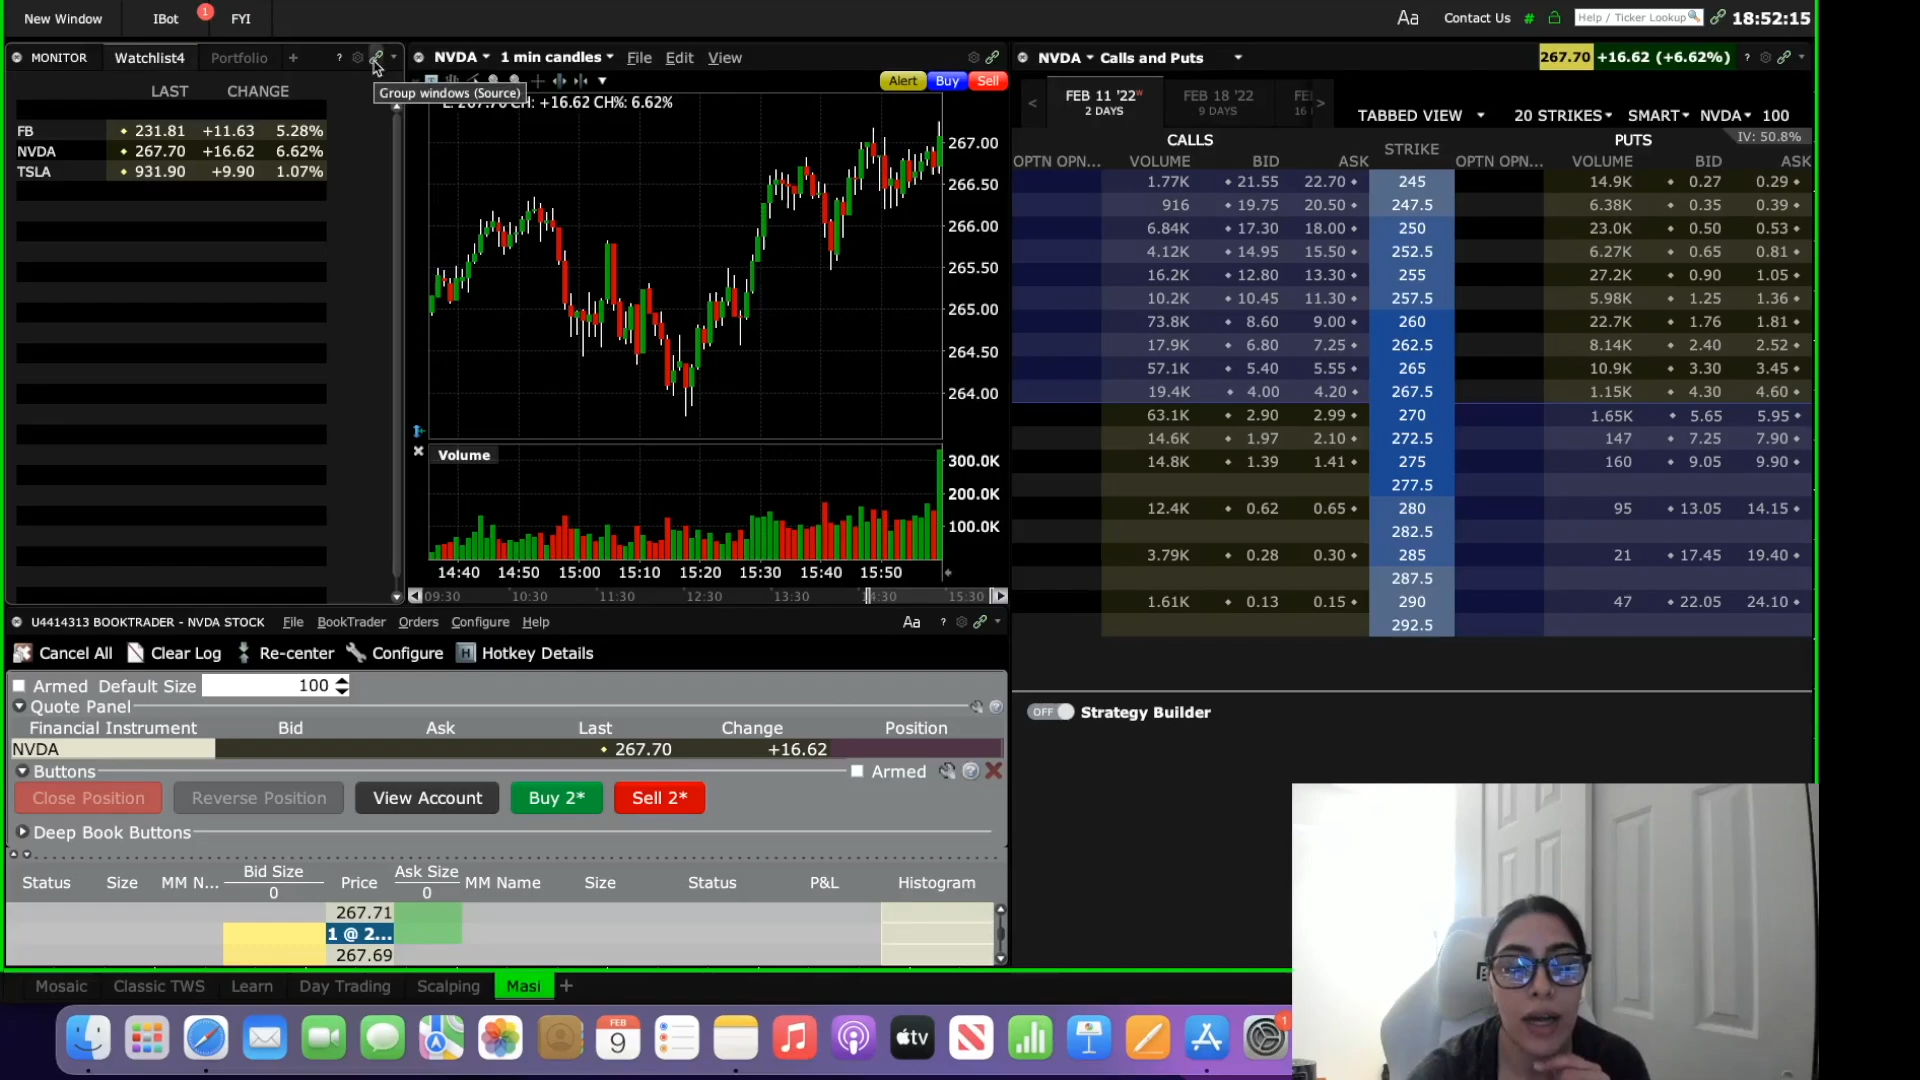 New Window IBot 1 FYI Aa Contact Us # Help / Ticker Lookup 18:52:15
MONITOR Watchlist4 Portfolio + ?
NVDA 1 min candles File Edit View
NVDA Calls and Puts 267.70 +16.62 (+6.62%) ?
Group windows (Source)
Alert Buy Sell
L: 267.70 CH: +16.62 CH%: 6.62%
LAST CHANGE
FB 231.81 +11.63 5.28%
NVDA 267.70 +16.62 6.62%
TSLA 931.90 +9.90 1.07%
267.00
266.50
266.00
265.50
265.00
264.50
264.00
Volume
300.0K
200.0K
100.0K
14:40 14:50 15:00 15:10 15:20 15:30 15:40 15:50
09:30 10:30 11:30 12:30 13:30 14:30 15:30
< FEB 11 '22 W FEB 18 '22 FE >
2 DAYS 9 DAYS 16
TABBED VIEW 20 STRIKES SMART NVDA 100
IV: 50.8%
CALLS STRIKE PUTS
OPTN OPN... VOLUME BID ASK OPTN OPN... VOLUME BID ASK
1.77K 21.55 22.70 245 14.9K 0.27 0.29
916 19.75 20.50 247.5 6.38K 0.35 0.39
6.84K 17.30 18.00 250 23.0K 0.50 0.53
4.12K 14.95 15.50 252.5 6.27K 0.65 0.81
16.2K 12.80 13.30 255 27.2K 0.90 1.05
10.2K 10.45 11.30 257.5 5.98K 1.25 1.36
73.8K 8.60 9.00 260 22.7K 1.76 1.81
17.9K 6.80 7.25 262.5 8.14K 2.40 2.52
57.1K 5.40 5.55 265 10.9K 3.30 3.45
19.4K 4.00 4.20 267.5 1.15K 4.30 4.60
63.1K 2.90 2.99 270 1.65K 5.65 5.95
14.6K 1.97 2.10 272.5 147 7.25 7.90
14.8K 1.39 1.41 275 160 9.05 9.90
277.5
12.4K 0.62 0.65 280 95 13.05 14.15
282.5
3.79K 0.28 0.30 285 21 17.45 19.40
287.5
1.61K 0.13 0.15 290 47 22.05 24.10
292.5
OFF Strategy Builder
U4414313 BOOKTRADER - NVDA STOCK File BookTrader Orders Configure Help Aa ?
Cancel All Clear Log Re-center Configure H Hotkey Details
Armed Default Size 100
Quote Panel
Financial Instrument Bid Ask Last Change Position
NVDA 267.70 +16.62
Buttons Armed
Close Position Reverse Position View Account Buy 2* Sell 2*
Deep Book Buttons
Status Size MM N... Bid Size Price Ask Size MM Name Size Status P&L Histogram
0 0
267.71
1 @ 2...
267.69
Mosaic Classic TWS Learn Day Trading Scalping Masi +
FEB
9
tv
1